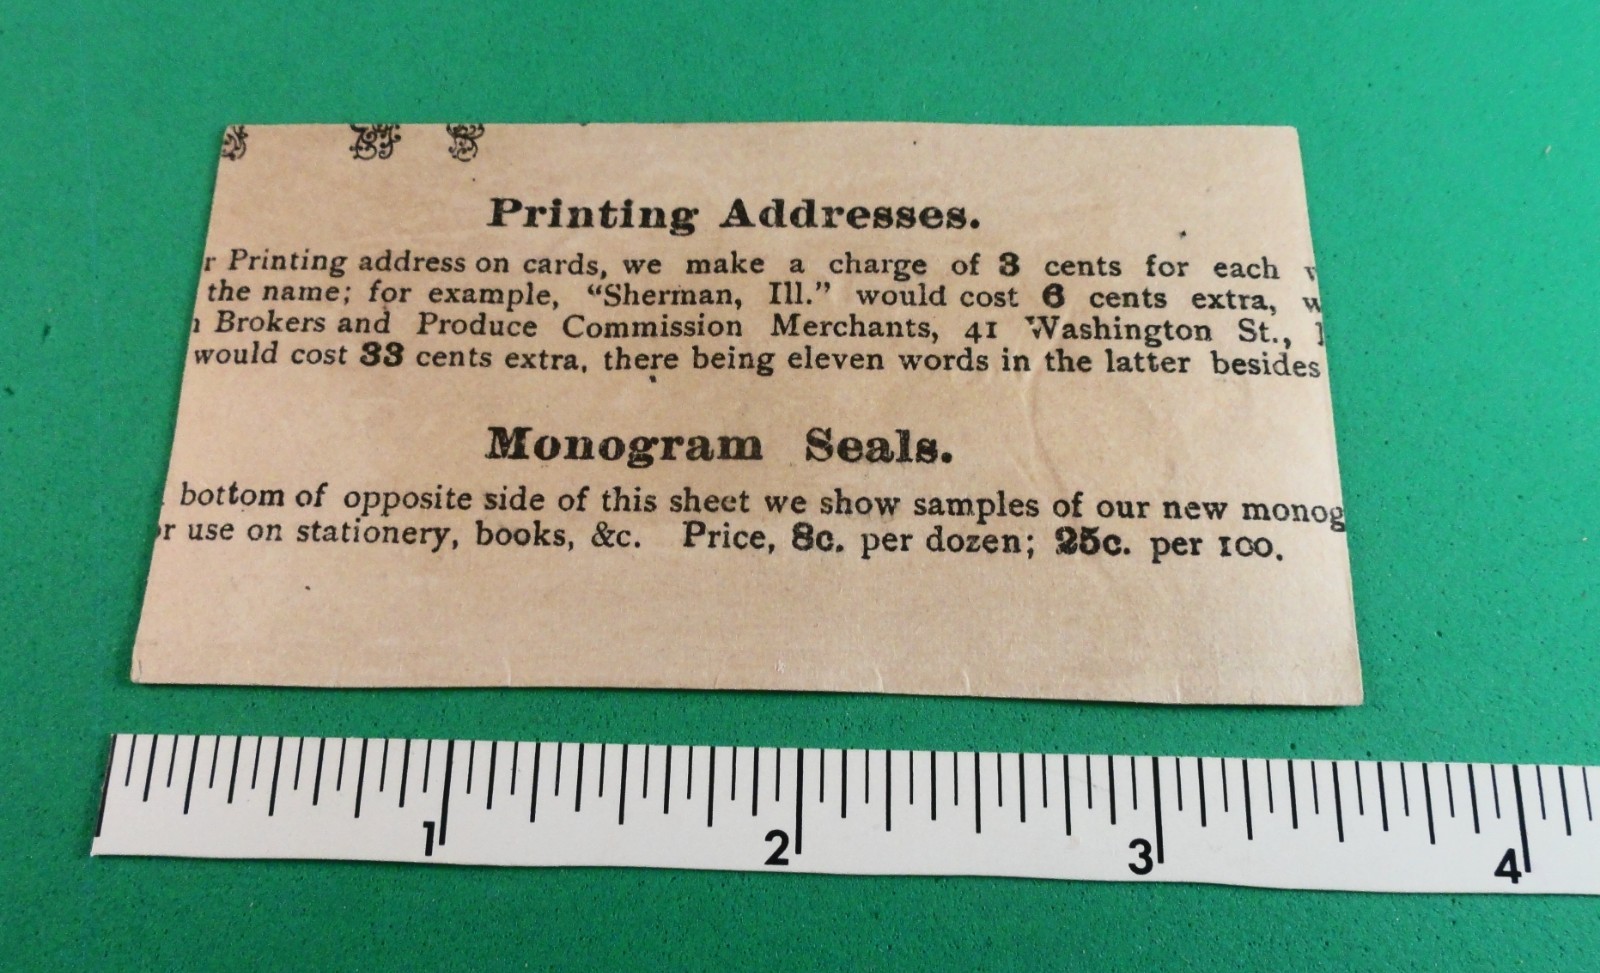 Printing Addresses.
r Printing address on cards, we make a charge of 3 cents for each
the name; for example, “Sherman, Ill.” would cost 6 cents extra, w
Brokers and Produce Commission Merchants, 41 Washington St.,
would cost 33 cents extra, there being eleven words in the latter besides
Monogram Seals.
bottom of opposite side of this sheet we show samples of our new monog
r use on stationery, books, &c. Price, 8c. per dozen; 25c. per 100.
1 2 3 4